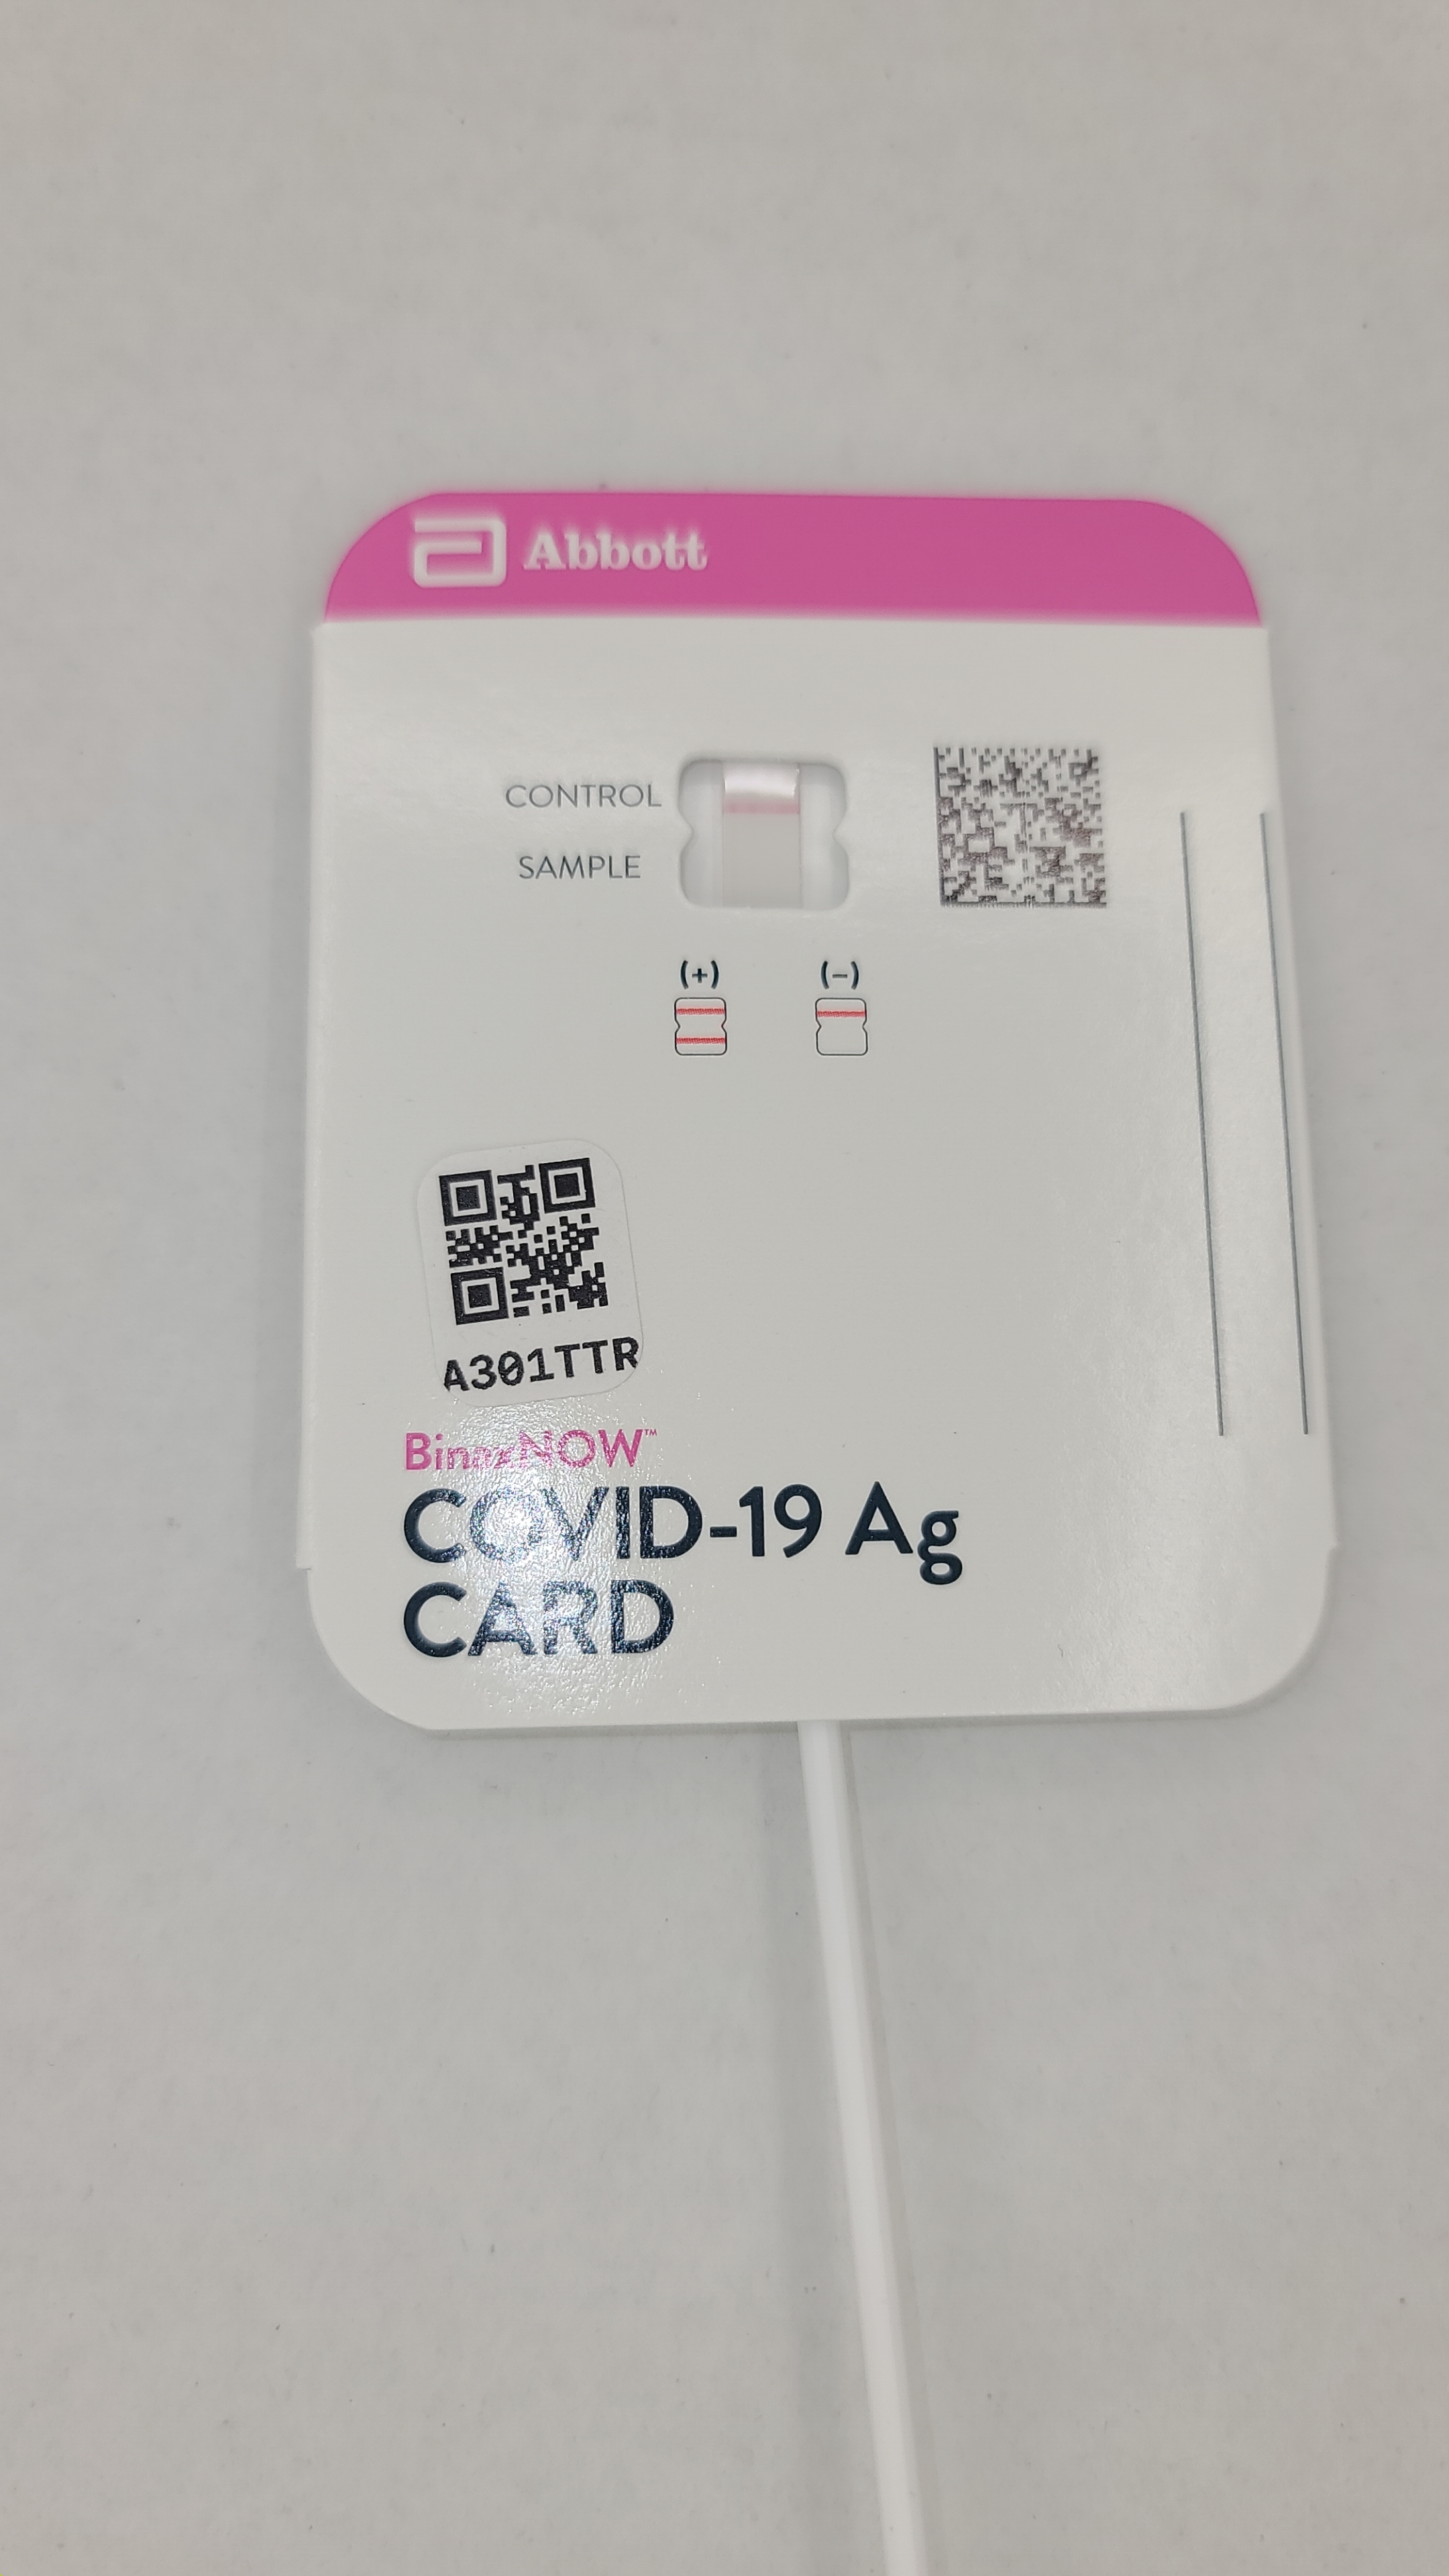 Abbott
CONTROL
SAMPLE
(+) (-)
A301TTR
BinaxNOW™
COVID-19 Ag
CARD